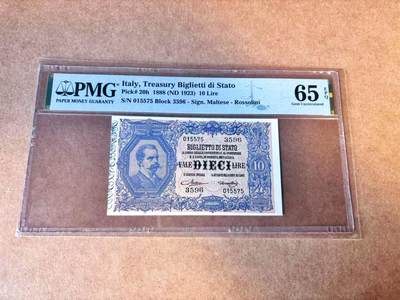 PMG
PAPER MONEY GUARANTY
Italy, Treasury Biglietti di Stato
Pick# 20h 1888 (ND 1923) 10 Lire
S/N 015575 Block 3596 - Sign. Maltese - Rossolini
65 EPQ
Gem Uncirculated
015575 3596
BIGLIETTO DI STATO
VALE DIECI LIRE
10
3596 015575